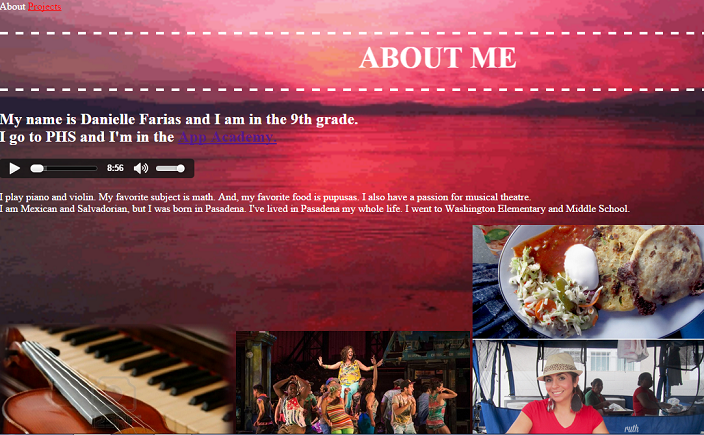 About Projects
ABOUT ME
My name is Danielle Farias and I am in the 9th grade.
I go to PHS and I'm in the App Academy.
8:56
I play piano and violin. My favorite subject is math. And, my favorite food is pupusas. I also have a passion for musical theatre.
I am Mexican and Salvadorian, but I was born in Pasadena. I've lived in Pasadena my whole life. I went to Washington Elementary and Middle School.
ruth